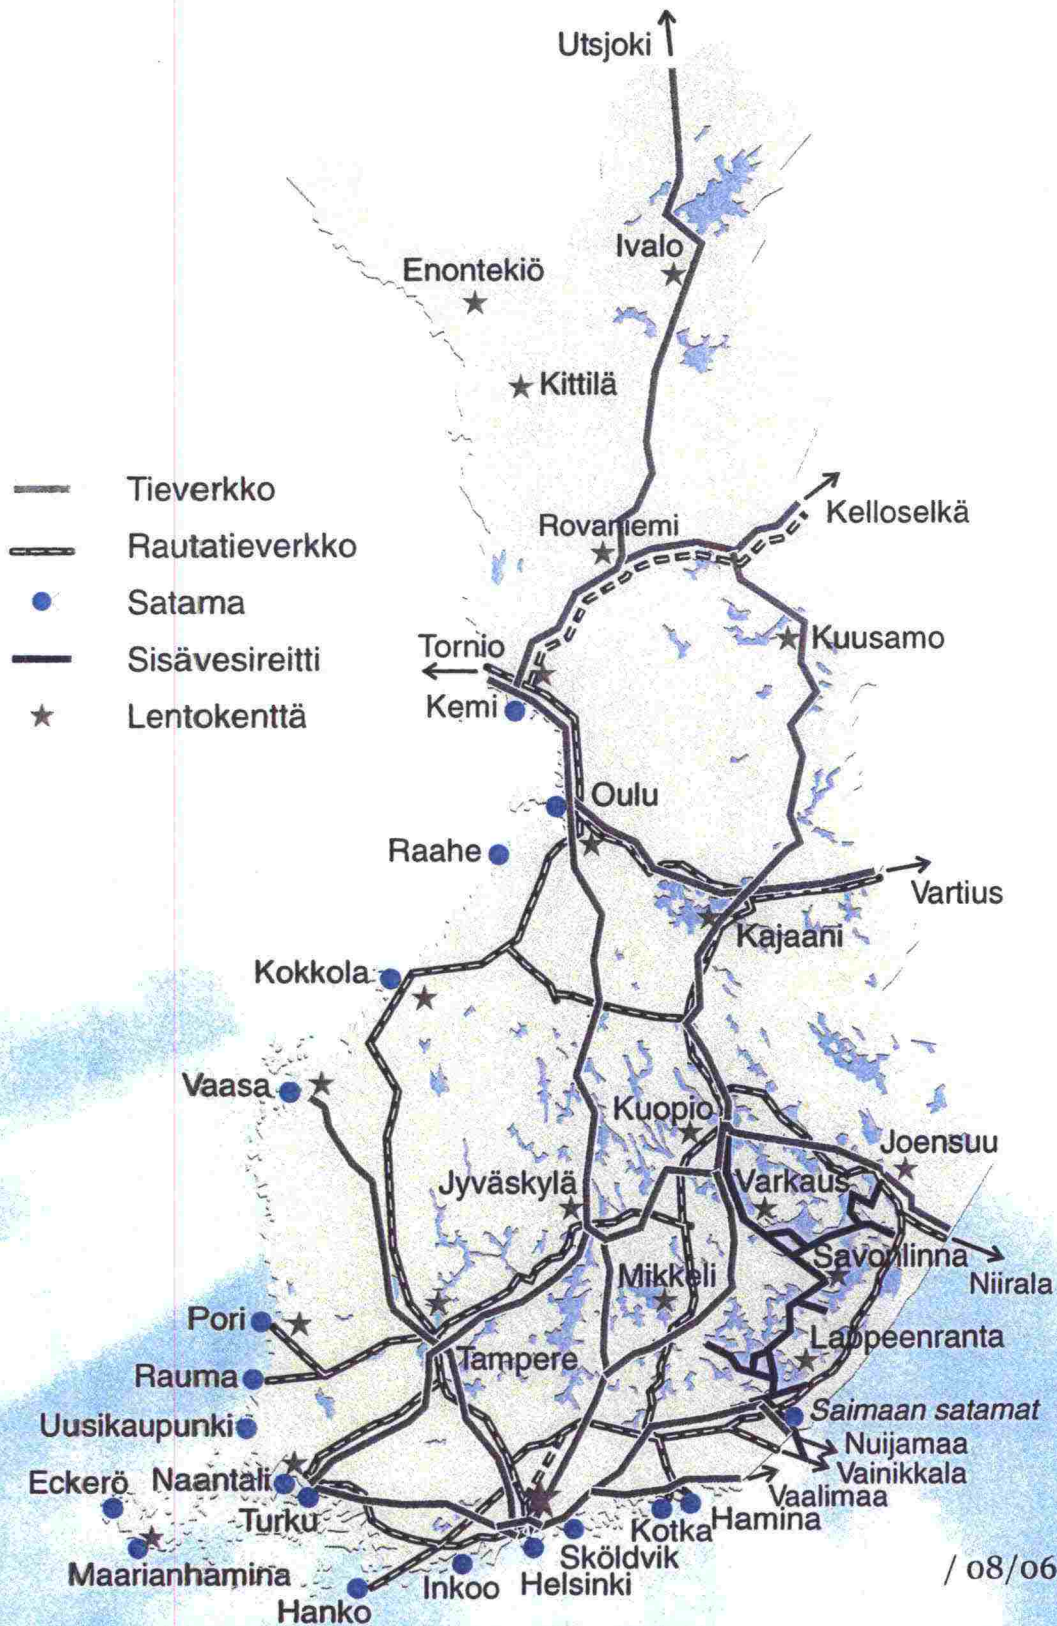 Utsjoki
Ivalo
Enontekiö
Kittilä
Tieverkko
Rautatieverkko
Satama
Sisävesireitti
Lentokenttä
Kelloselkä
Rovaniemi
Tornio
Kuusamo
Kemi
Oulu
Raahe
Vartius
Kajaani
Kokkola
Vaasa
Kuopio
Joensuu
Jyväskylä
Varkaus
Savonlinna
Mikkeli
Niirala
Pori
Lappeenranta
Tampere
Rauma
Saimaan satamat
Uusikaupunki
Nuijamaa
Vainikkala
Eckerö
Naantali
Vaalimaa
Turku
Kotka
Hamina
Sköldvik
Maarianhamina
Inkoo
Helsinki
Hanko
/ 08/06